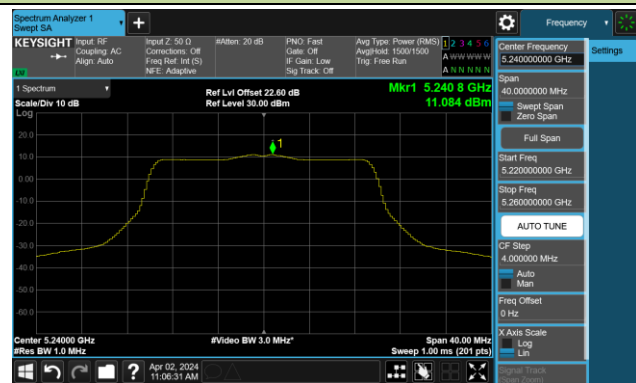 Spectrum Analyzer 1
Swept SA
Frequency
KEYSIGHT
Input: RF
Coupling: AC
Align: Auto
Input Z: 50 Ω
Corrections: Off
Freq Ref: Int (S)
NFE: Adaptive
#Atten: 20 dB
PNO: Fast
Gate: Off
IF Gain: Low
Sig Track: Off
Avg Type: Power (RMS)
Avg|Hold: 1500/1500
Trig: Free Run
1 2 3 4 5 6
A W W W W W
A N N N N N
LXI
1 Spectrum
Scale/Div 10 dB
Log
Ref Lvl Offset 22.60 dB
Ref Level 30.00 dBm
Mkr1 5.240 8 GHz
11.084 dBm
1
20.0
10.0
0.00
-10.0
-20.0
-30.0
-40.0
-50.0
-60.0
Center 5.24000 GHz
#Res BW 1.0 MHz
#Video BW 3.0 MHz*
Span 40.00 MHz
Sweep 1.00 ms (201 pts)
Center Frequency
5.240000000 GHz
Settings
Span
40.0000000 MHz
Swept Span
Zero Span
Full Span
Start Freq
5.220000000 GHz
Stop Freq
5.260000000 GHz
AUTO TUNE
CF Step
4.000000 MHz
Auto
Man
Freq Offset
0 Hz
X Axis Scale
Log
Lin
Signal Track
(Span Zoom)
?
Apr 02, 2024
11:06:31 AM